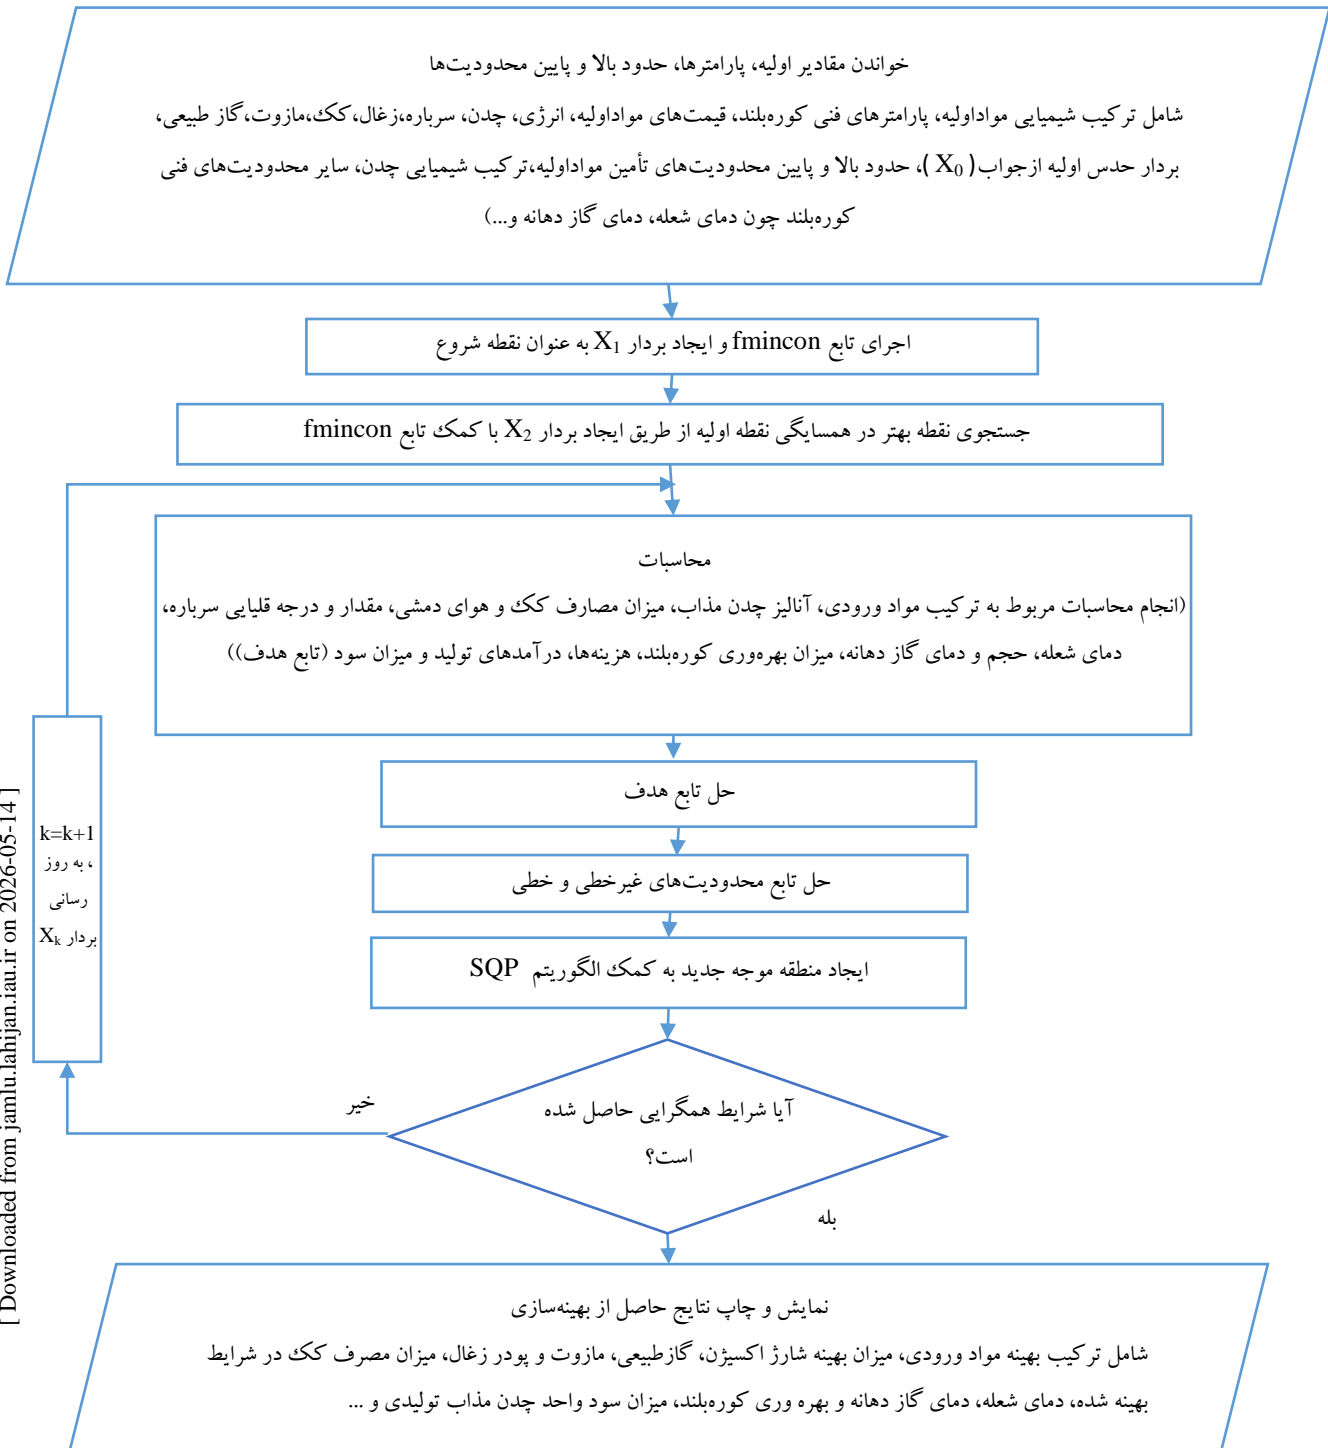 خواندن مقادیر اولیه، پارامترها، حدود بالا و پایین محدودیت‌ها
شامل ترکیب شیمیایی مواداولیه، پارامترهای فنی کوره‌بلند، قیمت‌های مواداولیه، انرژی، چدن، سرباره،زغال،کک،مازوت،گاز طبیعی،
بردار حدس اولیه ازجواب( X0 )، حدود بالا و پایین محدودیت‌های تأمین مواداولیه،ترکیب شیمیایی چدن، سایر محدودیت‌های فنی
کوره‌بلند چون دمای شعله، دمای گاز دهانه و...)
اجرای تابع fmincon و ایجاد بردار X1 به عنوان نقطه شروع
جستجوی نقطه بهتر در همسایگی نقطه اولیه از طریق ایجاد بردار X2 با کمک تابع fmincon
محاسبات
(انجام محاسبات مربوط به ترکیب مواد ورودی، آنالیز چدن مذاب، میزان مصارف کک و هوای دمشی، مقدار و درجه قلیایی سرباره،
دمای شعله، حجم و دمای گاز دهانه، میزان بهره‌وری کوره‌بلند، هزینه‌ها، درآمدهای تولید و میزان سود (تابع هدف))
حل تابع هدف
حل تابع محدودیت‌های غیرخطی و خطی
ایجاد منطقه موجه جدید به کمک الگوریتم SQP
آیا شرایط همگرایی حاصل شده
است؟
خیر
بله
k=k+1
، به روز
رسانی
بردار Xk
نمایش و چاپ نتایج حاصل از بهینه‌سازی
شامل ترکیب بهینه مواد ورودی، میزان بهینه شارژ اکسیژن، گازطبیعی، مازوت و پودر زغال، میزان مصرف کک در شرایط
بهینه شده، دمای شعله، دمای گاز دهانه و بهره وری کوره‌بلند، میزان سود واحد چدن مذاب تولیدی و ...
[ Downloaded from jamlu.lahijan.iau.ir on 2026-05-14 ]